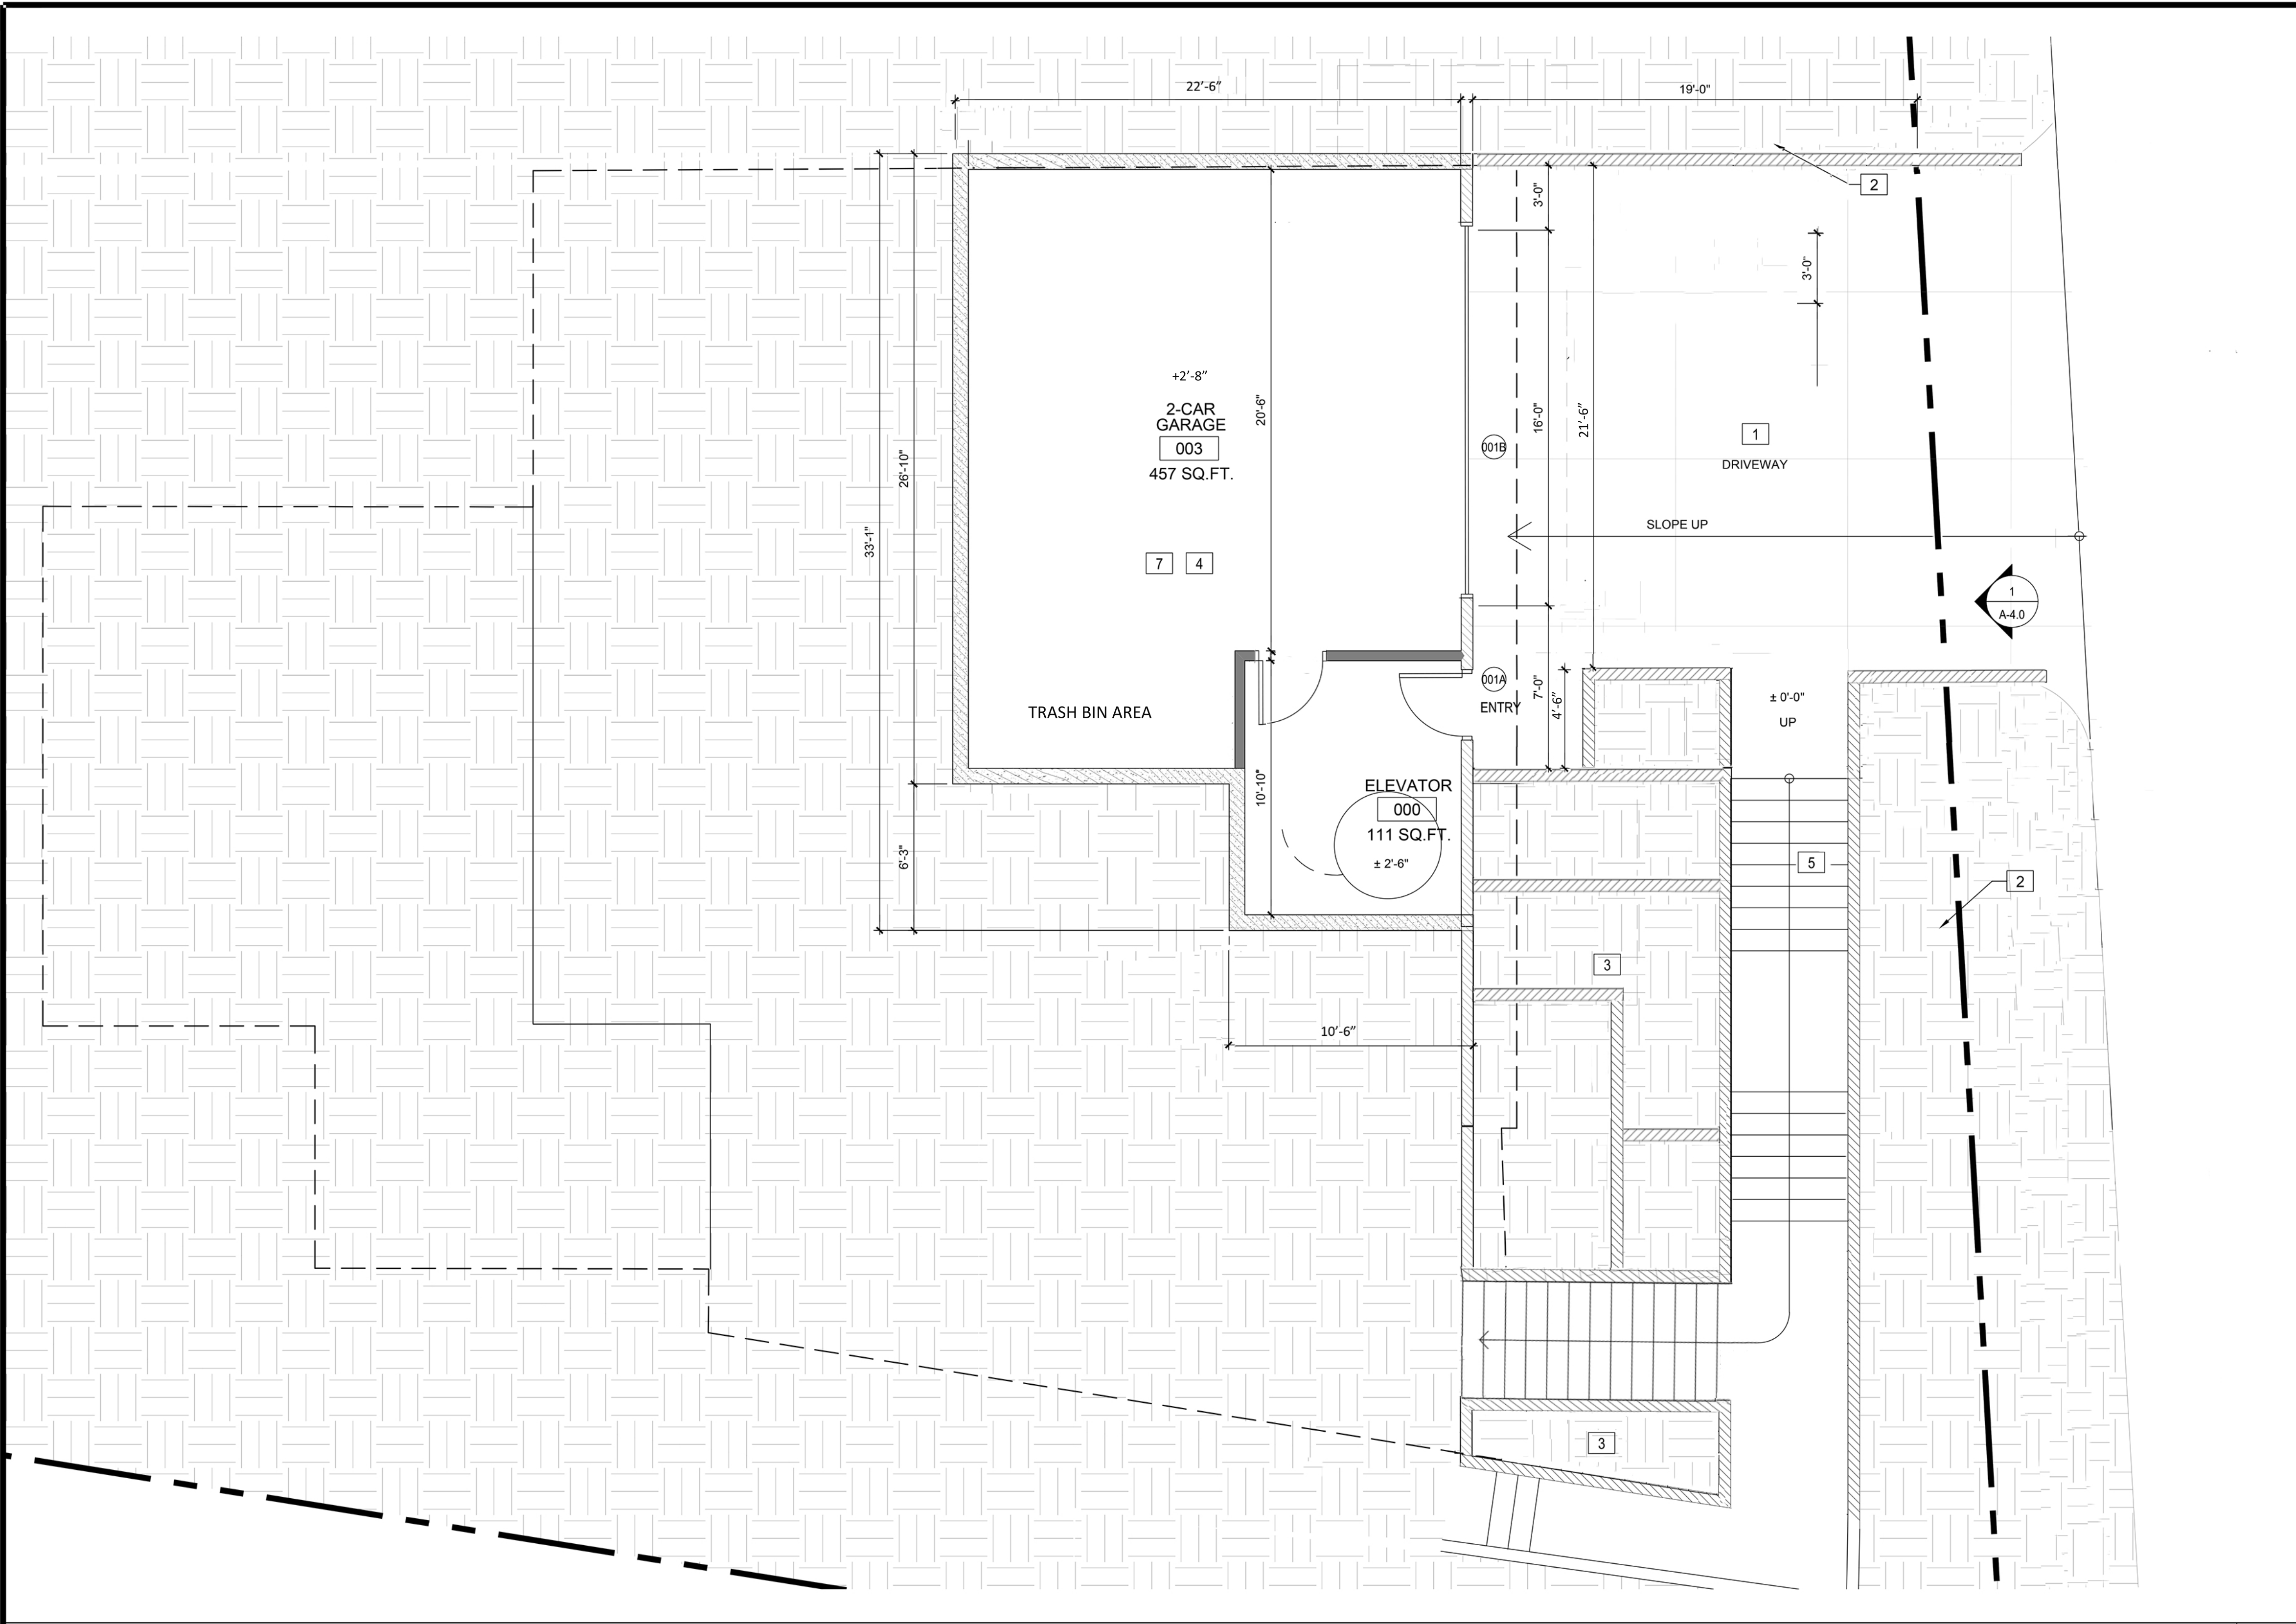 22'-6"
19'-0"
2
3'-0"
3'-0"
+2'-8"
2-CAR
GARAGE
003
457 SQ.FT.
20'-6"
16'-0"
21'-6"
001B
1
DRIVEWAY
26'-10"
33'-1"
SLOPE UP
7
4
1
A-4.0
001A
ENTRY
7'-0"
4'-6"
± 0'-0"
UP
TRASH BIN AREA
ELEVATOR
000
111 SQ.FT.
± 2'-6"
10'-10"
6'-3"
5
2
3
10'-6"
3